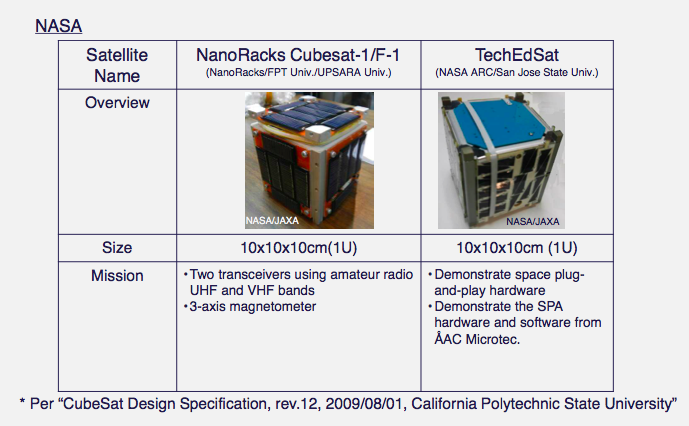 NASA
Satellite
Name
NanoRacks Cubesat-1/F-1
(NanoRacks/FPT Univ./UPSARA Univ.)
TechEdSat
(NASA ARC/San Jose State Univ.)
Overview
NASA/JAXA
NASA/JAXA
Size
10x10x10cm(1U)
10x10x10cm (1U)
Mission
・Two transceivers using amateur radio
UHF and VHF bands
・3-axis magnetometer
・Demonstrate space plug-
and-play hardware
・Demonstrate the SPA
hardware and software from
ÅAC Microtec.
* Per “CubeSat Design Specification, rev.12, 2009/08/01, California Polytechnic State University”